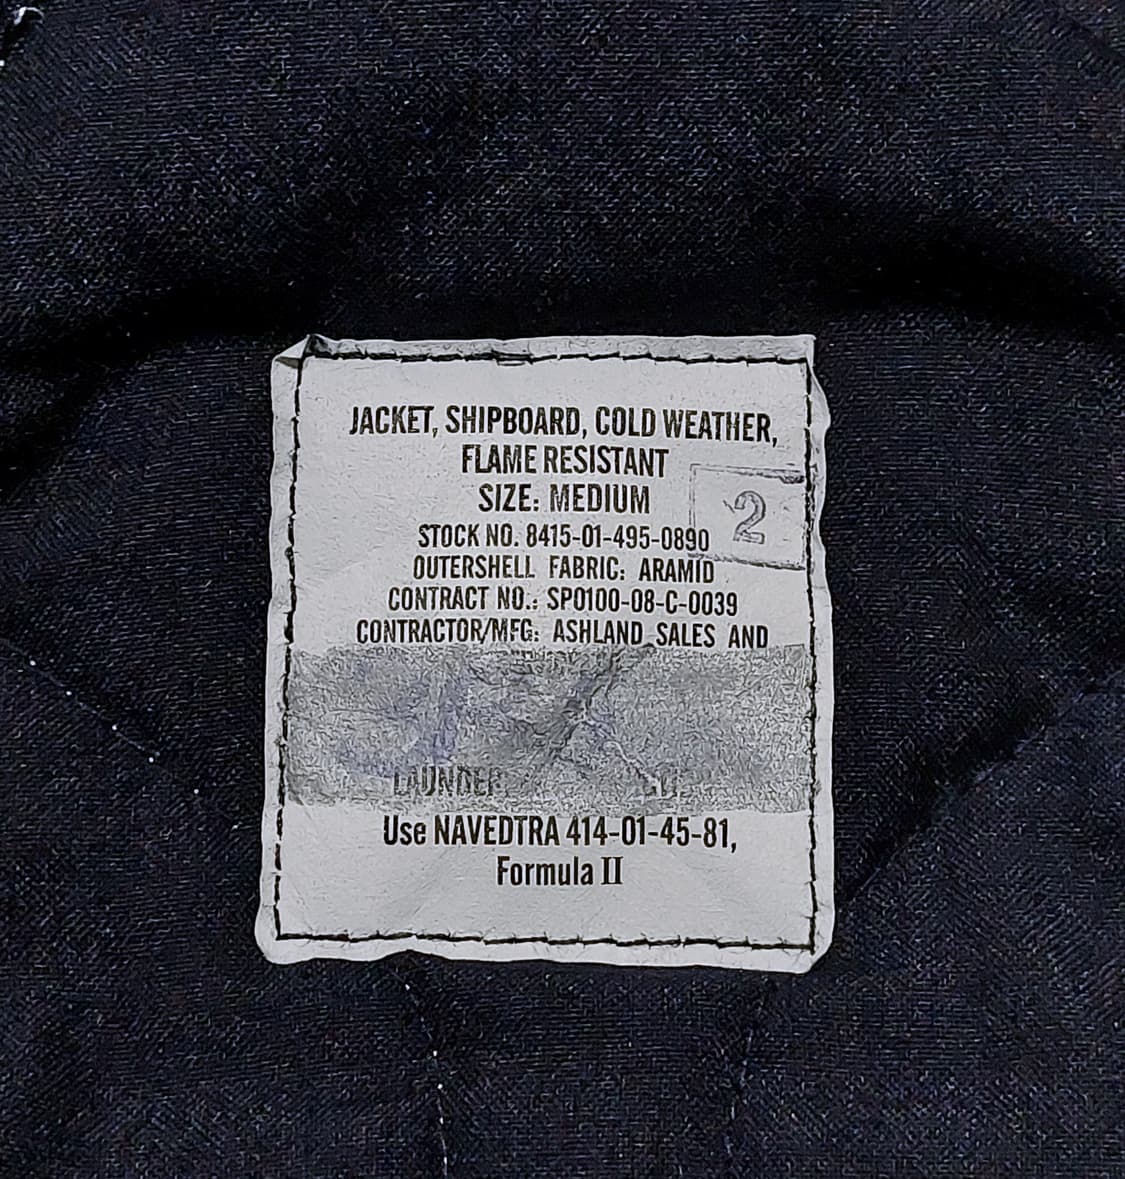 JACKET, SHIPBOARD, COLD WEATHER,
FLAME RESISTANT
SIZE: MEDIUM
2
STOCK NO. 8415-01-495-0890
OUTERSHELL FABRIC: ARAMID
CONTRACT NO.: SP0100-08-C-0039
CONTRACTOR/MFG: ASHLAND SALES AND
LAUNDER
Use NAVEDTRA 414-01-45-81,
Formula II